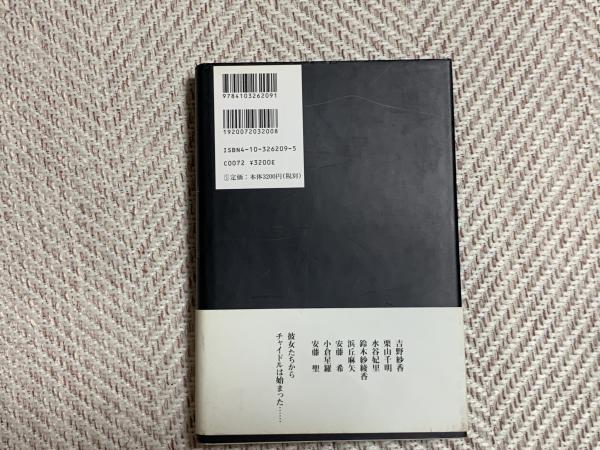 9784103262091
1920072032008
ISBN4-10-326209-5
C0072 ¥3200E
①定価：本体3200円(税別)
吉野紗香
栗山千明
水谷妃里
鈴木紗綾香
浜丘麻矢
安藤 希
小倉星羅
安藤 聖
彼女たちから
チャイドルは始まった……